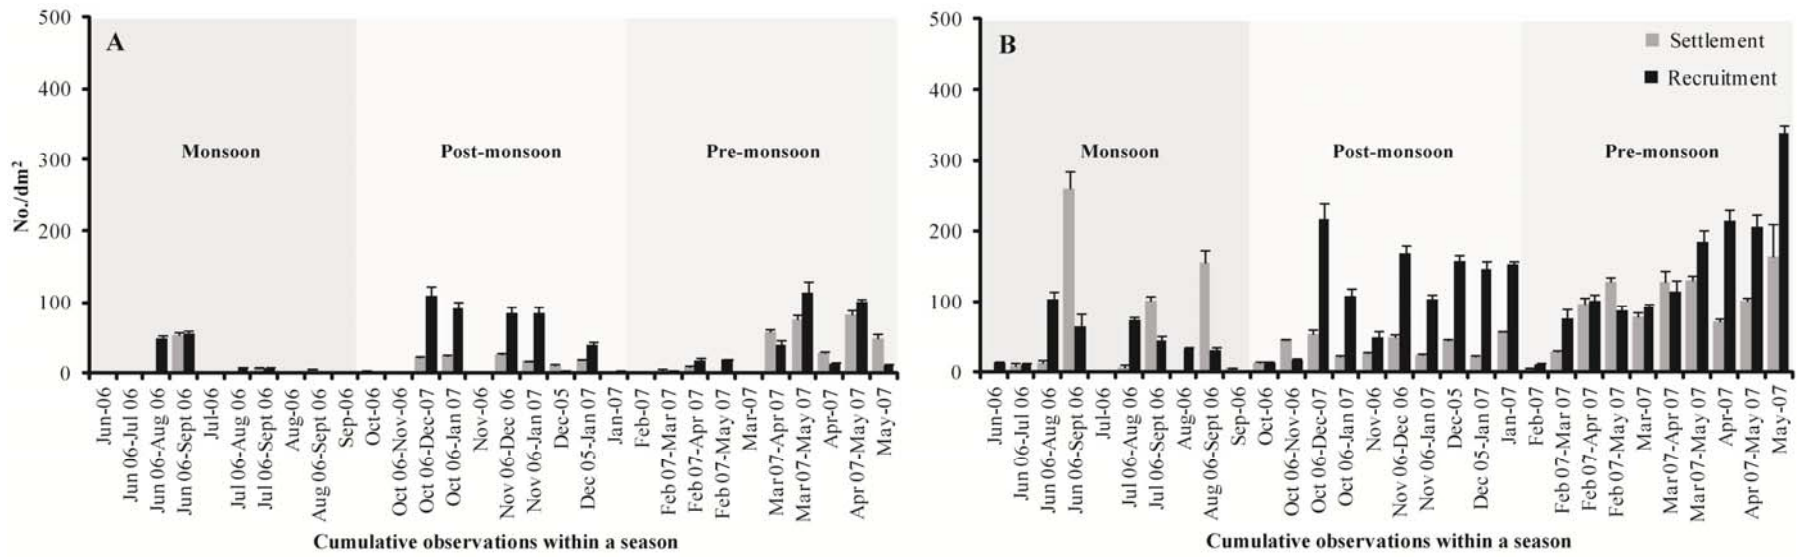 500
A
400
Monsoon
Post-monsoon
Pre-monsoon
300
200
100
0
No./dm²
Jun-06
Jun 06-Jul 06
Jun 06-Aug 06
Jun 06-Sept 06
Jul-06
Jul 06-Aug 06
Jul 06-Sept 06
Aug-06
Aug 06-Sept 06
Sep-06
Oct-06
Oct 06-Nov-06
Oct 06-Dec-07
Oct 06-Jan 07
Nov-06
Nov 06-Dec 06
Nov 06-Jan 07
Dec-05
Dec 05-Jan 07
Jan-07
Feb-07
Feb 07-Mar 07
Feb 07-Apr 07
Feb 07-May 07
Mar-07
Mar 07-Apr 07
Mar 07-May 07
Apr-07
Apr 07-May 07
May-07
Cumulative observations within a season
500
B
Settlement
Recruitment
400
Monsoon
Post-monsoon
Pre-monsoon
300
200
100
0
Jun-06
Jun 06-Jul 06
Jun 06-Aug 06
Jun 06-Sept 06
Jul-06
Jul 06-Aug 06
Jul 06-Sept 06
Aug-06
Aug 06-Sept 06
Sep-06
Oct-06
Oct 06-Nov-06
Oct 06-Dec-07
Oct 06-Jan 07
Nov-06
Nov 06-Dec 06
Nov 06-Jan 07
Dec-05
Dec 05-Jan 07
Jan-07
Feb-07
Feb 07-Mar 07
Feb 07-Apr 07
Feb 07-May 07
Mar-07
Mar 07-Apr 07
Mar 07-May 07
Apr-07
Apr 07-May 07
May-07
Cumulative observations within a season